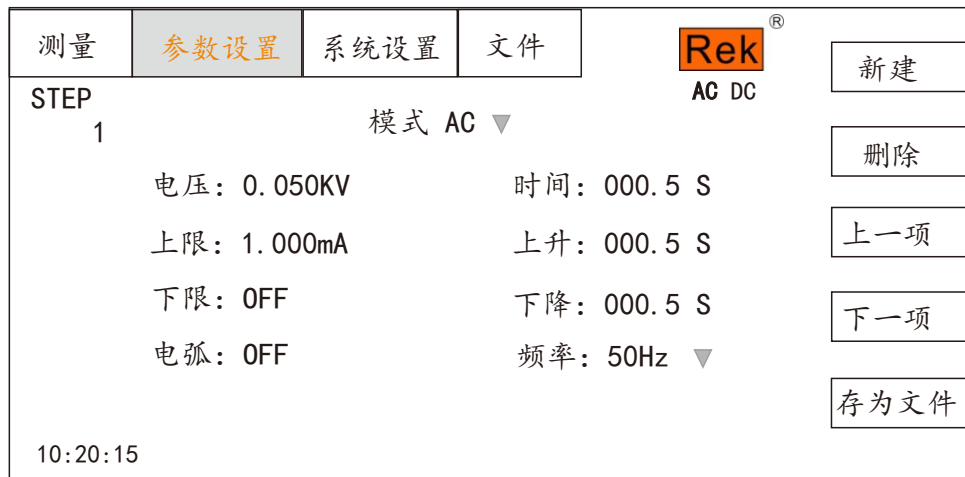 测量 参数设置 系统设置 文件
Rek®
AC DC
新建
STEP
1
模式 AC ▼
删除
电压: 0.050KV 时间: 000.5 S
上一项
上限: 1.000mA 上升: 000.5 S
下限: OFF 下降: 000.5 S
下一项
电弧: OFF 频率: 50Hz ▼
存为文件
10:20:15